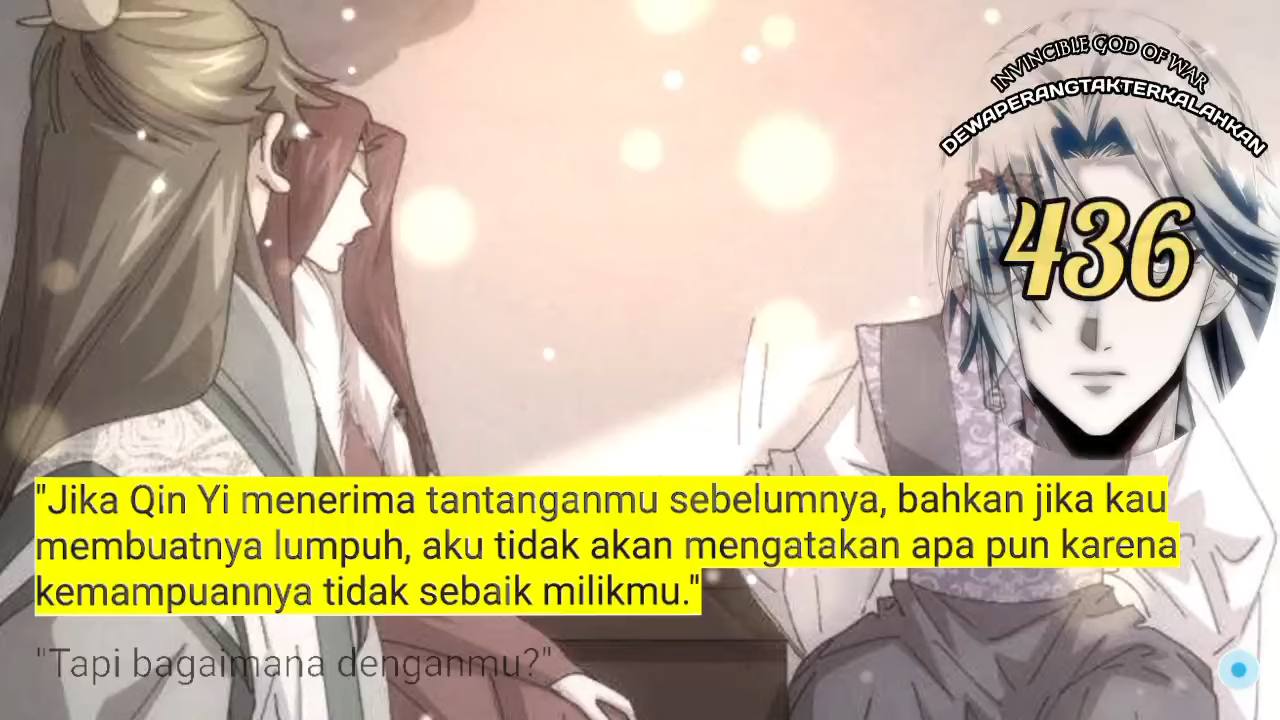 INVINCIBLE GOD OF WAR
DEWAPERANGTAKTERKALAHKAN
436
"Jika Qin Yi menerima tantanganmu sebelumnya, bahkan jika kau
membuatnya lumpuh, aku tidak akan mengatakan apa pun karena
kemampuannya tidak sebaik milikmu."
"Tapi bagaimana denganmu?"